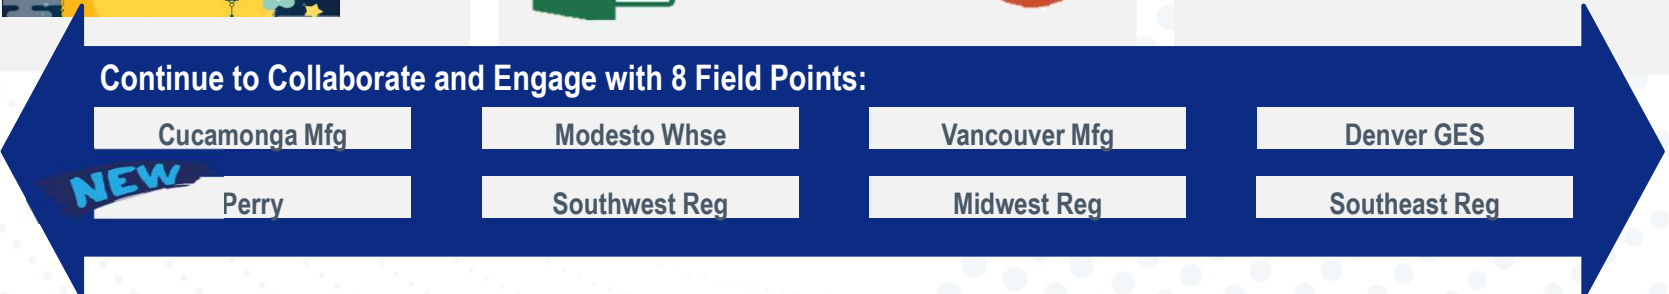 Continue to Collaborate and Engage with 8 Field Points:
Cucamonga Mfg
Modesto Whse
Vancouver Mfg
Denver GES
NEW
Perry
Southwest Reg
Midwest Reg
Southeast Reg